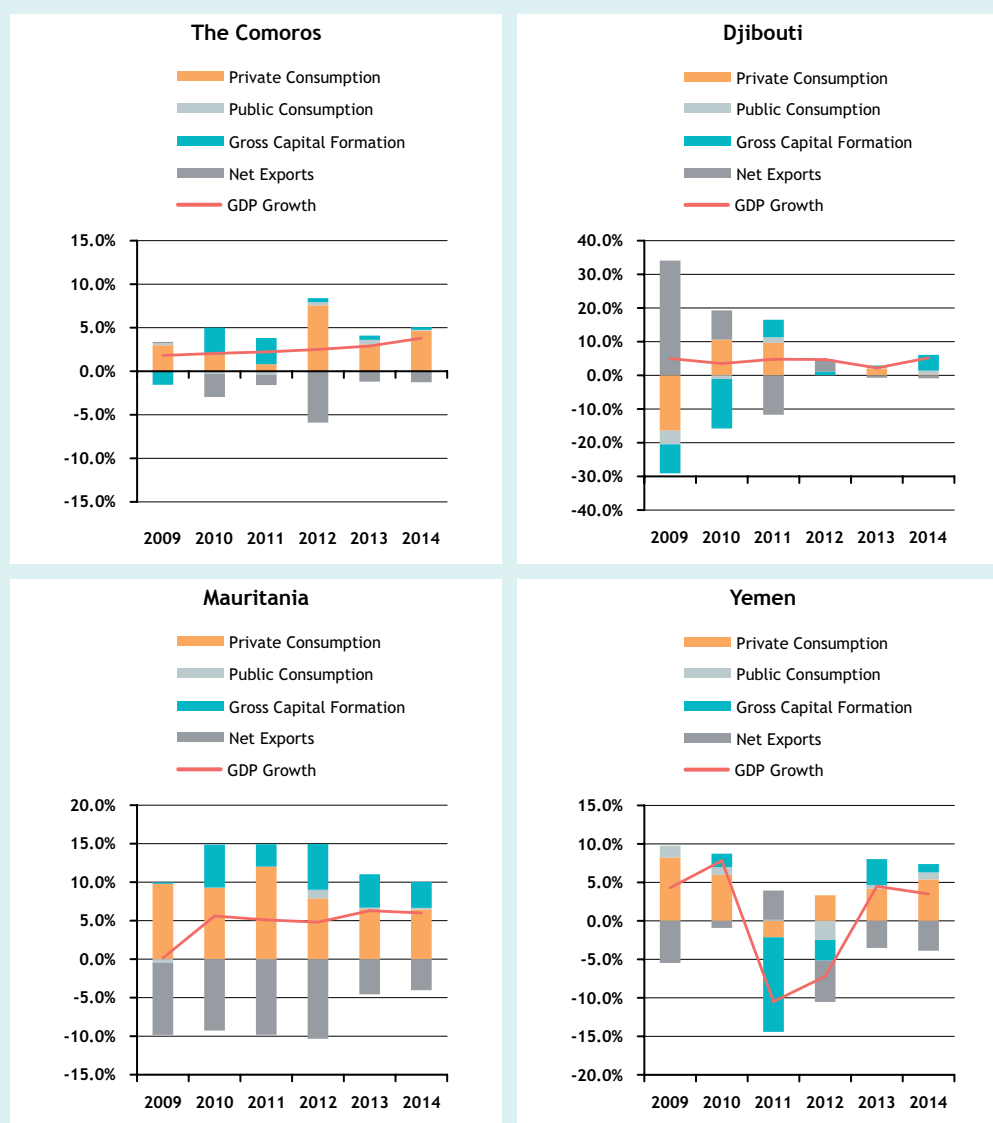 The Comoros
Private Consumption
Public Consumption
Gross Capital Formation
Net Exports
GDP Growth
15.0%
10.0%
5.0%
0.0%
-5.0%
-10.0%
-15.0%
2009 2010 2011 2012 2013 2014
Djibouti
Private Consumption
Public Consumption
Gross Capital Formation
Net Exports
GDP Growth
40.0%
30.0%
20.0%
10.0%
0.0%
-10.0%
-20.0%
-30.0%
-40.0%
2009 2010 2011 2012 2013 2014
Mauritania
Private Consumption
Public Consumption
Gross Capital Formation
Net Exports
GDP Growth
20.0%
15.0%
10.0%
5.0%
0.0%
-5.0%
-10.0%
-15.0%
2009 2010 2011 2012 2013 2014
Yemen
Private Consumption
Public Consumption
Gross Capital Formation
Net Exports
GDP Growth
15.0%
10.0%
5.0%
0.0%
-5.0%
-10.0%
-15.0%
-20.0%
2009 2010 2011 2012 2013 2014